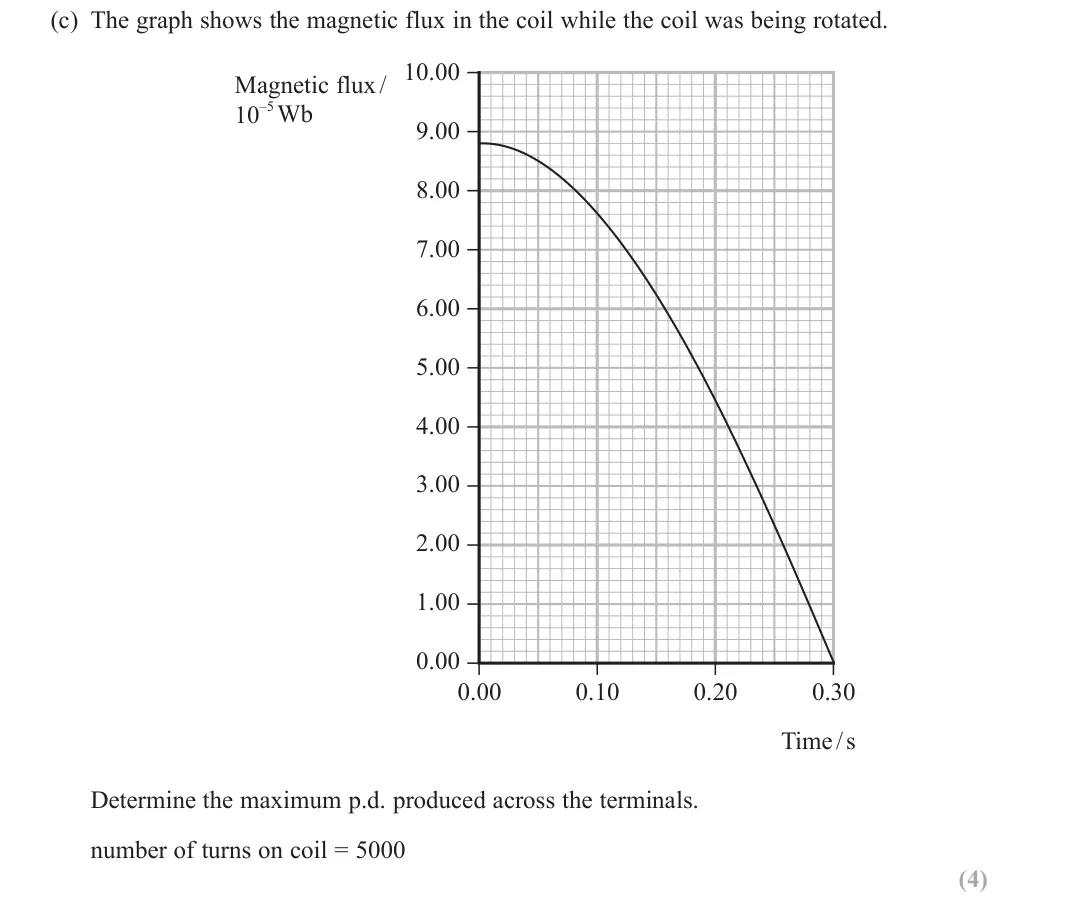 (c) The graph shows the magnetic flux in the coil while the coil was being rotated.
Magnetic flux /
10⁻⁵ Wb
10.00
9.00
8.00
7.00
6.00
5.00
4.00
3.00
2.00
1.00
0.00
0.00 0.10 0.20 0.30
Time / s
Determine the maximum p.d. produced across the terminals.
number of turns on coil = 5000
(4)